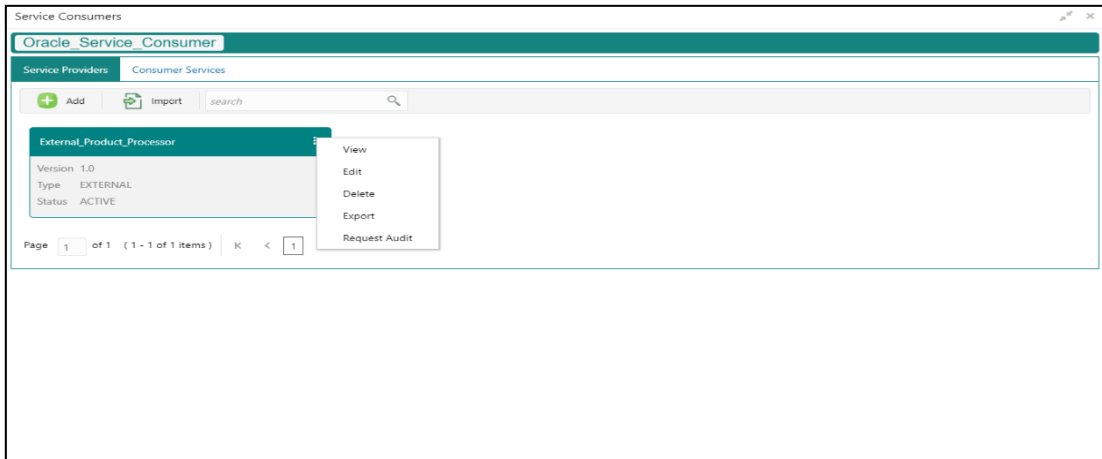 Service Consumers
Oracle_Service_Consumer
Service Providers Consumer Services
Add Import search
External_Product_Processor
Version 1.0
Type EXTERNAL
Status ACTIVE
View
Edit
Delete
Export
Request Audit
Page 1 of 1 (1 - 1 of 1 items) K < 1